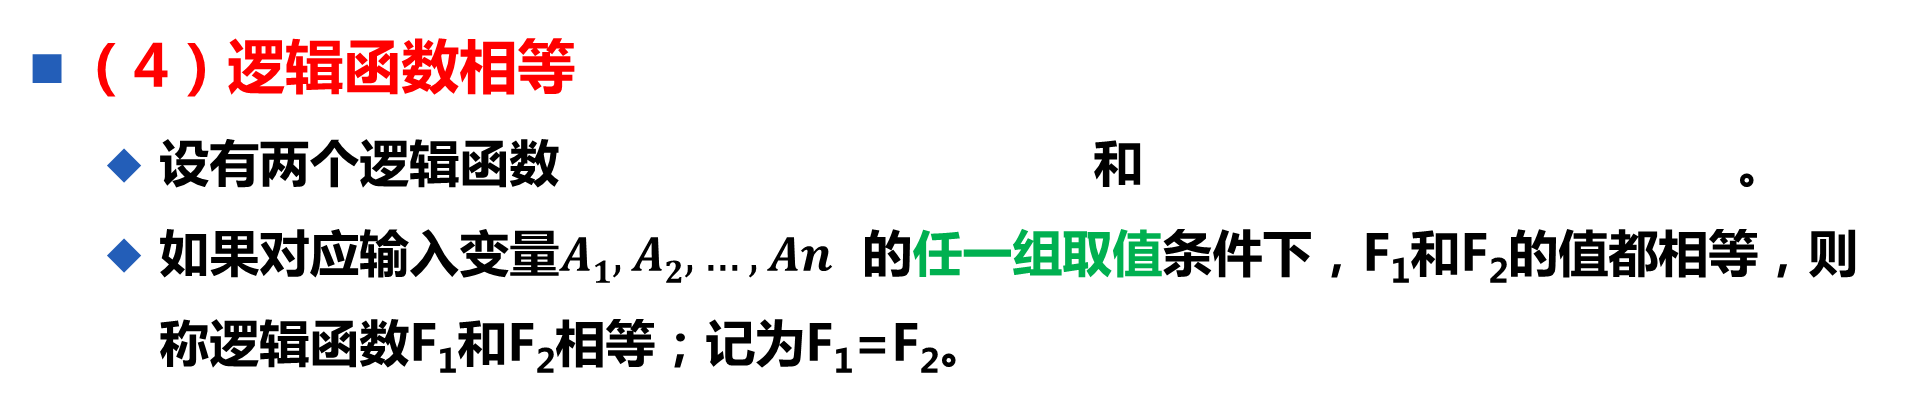 (4)逻辑函数相等
设有两个逻辑函数 和 。
如果对应输入变量A₁, A₂, … , An 的任一组取值条件下，F₁和F₂的值都相等，则
称逻辑函数F₁和F₂相等；记为F₁=F₂。